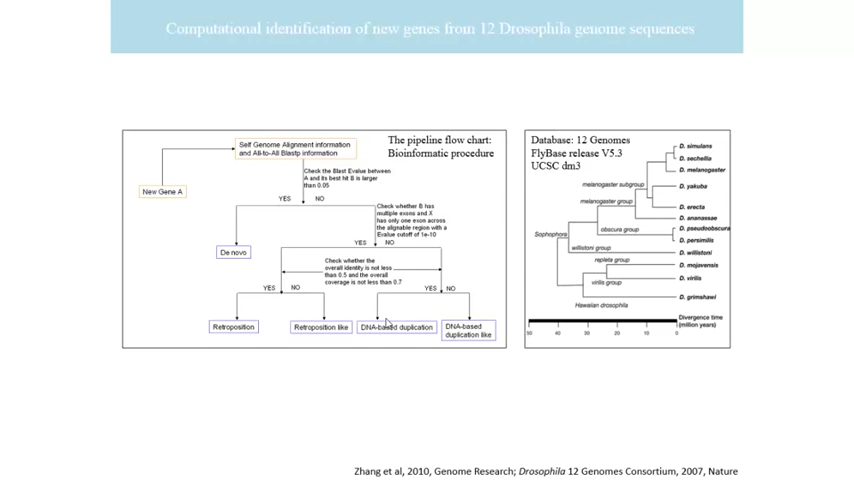 Computational identification of new genes from 12 Drosophila genome sequences
Self Genome Alignment information
and All-to-All Blastp information
The pipeline flow chart:
Bioinformatic procedure
New Gene A
Check the Blast Evalue between
A and its best hit B is larger
than 0.05
YES NO
De novo
Check whether B has
multiple exons and X
has only one exon across
the alignable region with a
Evalue cutoff of 1e-10
YES NO
Check whether the
overall identity is not less
than 0.5 and the overall
coverage is not less than 0.7
YES NO
YES NO
Retroposition
Retroposition like
DNA-based duplication
DNA-based
duplication like
Database: 12 Genomes
FlyBase release V5.3
UCSC dm3
D. simulans
D. sechellia
D. melanogaster
melanogaster subgroup
D. yakuba
melanogaster group
D. erecta
D. ananassae
obscura group
D. pseudoobscura
Sophophora
D. persimilis
willistoni group
D. willistoni
repleta group
D. mojavensis
virilis group
D. virilis
Hawaiian drosophila
D. grimshawi
Divergence time
(million years)
50 40 30 20 10 0
Zhang et al, 2010, Genome Research; Drosophila 12 Genomes Consortium, 2007, Nature